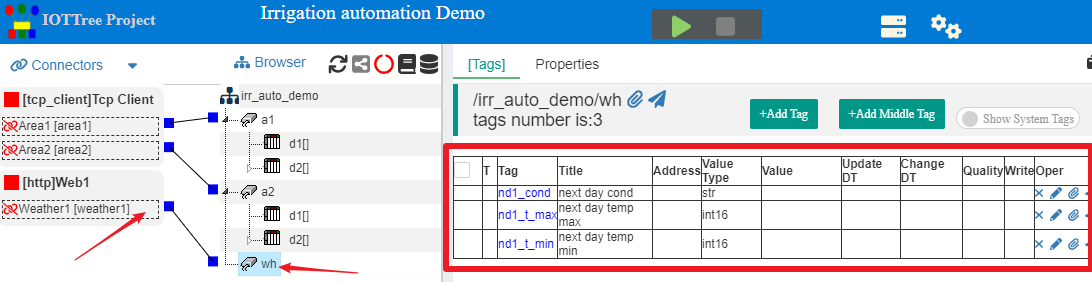 IOTTree Project
Irrigation automation Demo
Connectors
Browser
[Tags]
Properties
[tcp_client]Tcp Client
Area1 [area1]
Area2 [area2]
[http]Web1
Weather1 [weather1]
irr_auto_demo
a1
d1[]
d2[]
a2
d1[]
d2[]
wh
/irr_auto_demo/wh
tags number is:3
+Add Tag
+Add Middle Tag
Show System Tags
T Tag Title Address Value Type Value Update DT Change DT Quality Write Oper
nd1_cond next day cond str
nd1_t_max next day temp max int16
nd1_t_min next day temp min int16